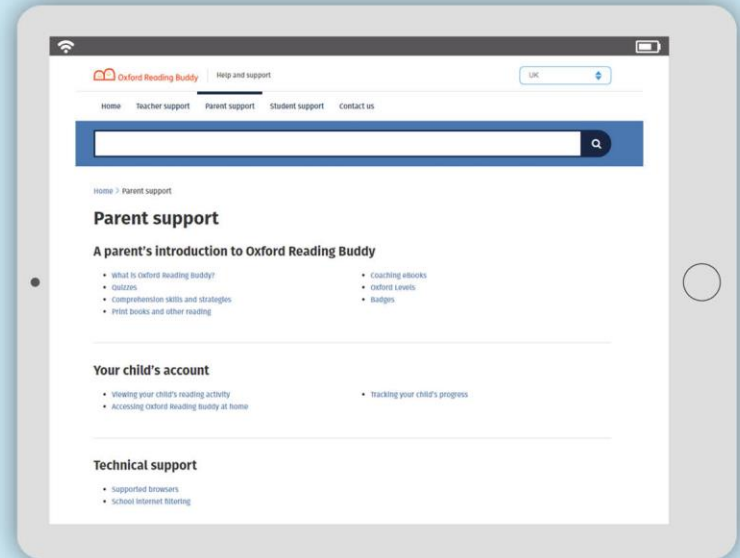 Oxford Reading Buddy Help and support UK
Home Teacher support Parent support Student support Contact us
Home > Parent support
Parent support
A parent's introduction to Oxford Reading Buddy
• What is Oxford Reading Buddy?
• Quizzes
• Comprehension skills and strategies
• Print books and other reading
• Coaching eBooks
• Oxford Levels
• Badges
Your child's account
• Viewing your child's reading activity
• Accessing Oxford Reading Buddy at home
• Tracking your child's progress
Technical support
• Supported browsers
• School internet filtering